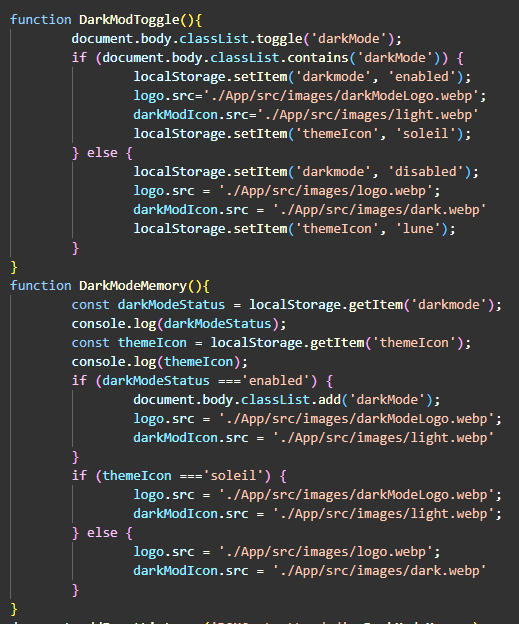 function DarkModToggle(){
        document.body.classList.toggle('darkMode');
        if (document.body.classList.contains('darkMode')) {
                localStorage.setItem('darkmode', 'enabled');
                logo.src='./App/src/images/darkModeLogo.webp';
                darkModIcon.src='./App/src/images/light.webp'
                localStorage.setItem('themeIcon', 'soleil');
        } else {
                localStorage.setItem('darkmode', 'disabled');
                logo.src = './App/src/images/logo.webp';
                darkModIcon.src = './App/src/images/dark.webp'
                localStorage.setItem('themeIcon', 'lune');
        }
}
function DarkModeMemory(){
        const darkModeStatus = localStorage.getItem('darkmode');
        console.log(darkModeStatus);
        const themeIcon = localStorage.getItem('themeIcon');
        console.log(themeIcon);
        if (darkModeStatus ==='enabled') {
                document.body.classList.add('darkMode');
                logo.src = './App/src/images/darkModeLogo.webp';
                darkModIcon.src = './App/src/images/light.webp'
        }
        if (themeIcon ==='soleil') {
                logo.src = './App/src/images/darkModeLogo.webp';
                darkModIcon.src = './App/src/images/light.webp';
        } else {
                logo.src = './App/src/images/logo.webp';
                darkModIcon.src = './App/src/images/dark.webp'
        }
}